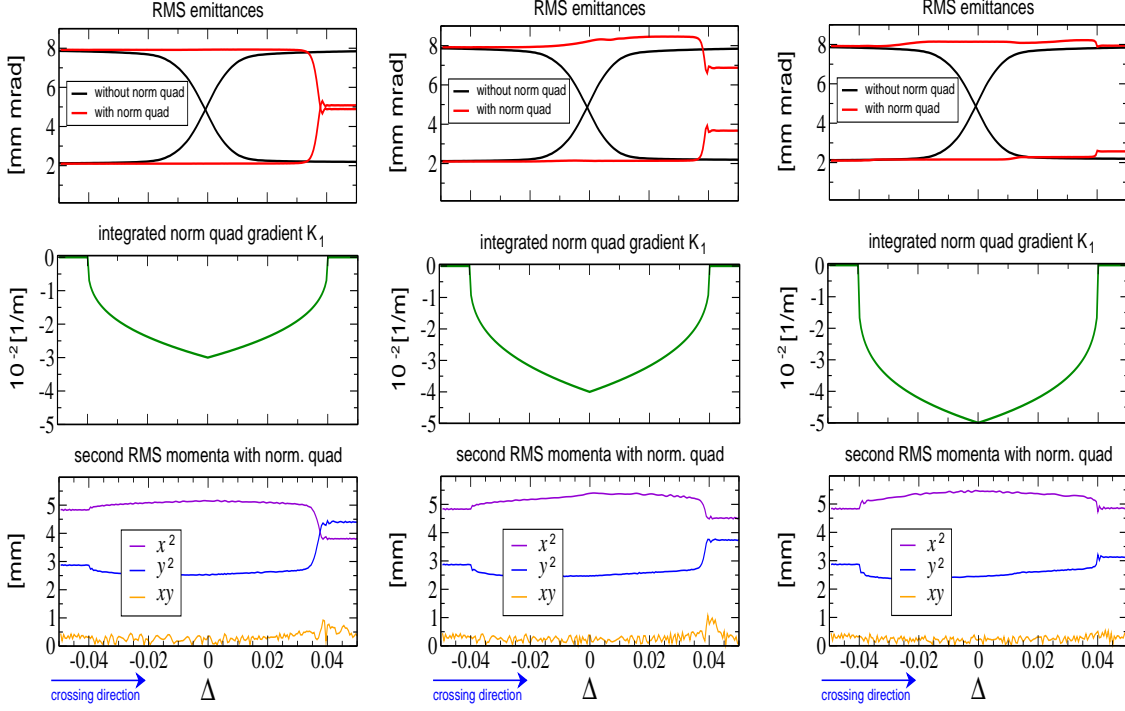 RMS emittances
[mm mrad]
8
6
4
2
without norm quad
with norm quad
integrated norm quad gradient K1
10^-2 [1/m]
0
-1
-2
-3
-4
-5
second RMS momenta with norm. quad
[mm]
5
4
3
2
1
0
x^2
y^2
xy
-0.04 -0.02 0 0.02 0.04
crossing direction
Δ
RMS emittances
[mm mrad]
8
6
4
2
without norm quad
with norm quad
integrated norm quad gradient K1
10^-2 [1/m]
0
-1
-2
-3
-4
-5
second RMS momenta with norm. quad
[mm]
5
4
3
2
1
0
x^2
y^2
xy
-0.04 -0.02 0 0.02 0.04
crossing direction
Δ
RMS emittances
[mm mrad]
8
6
4
2
without norm quad
with norm quad
integrated norm quad gradient K1
10^-2 [1/m]
0
-1
-2
-3
-4
-5
second RMS momenta with norm. quad
[mm]
5
4
3
2
1
0
x^2
y^2
xy
-0.04 -0.02 0 0.02 0.04
crossing direction
Δ